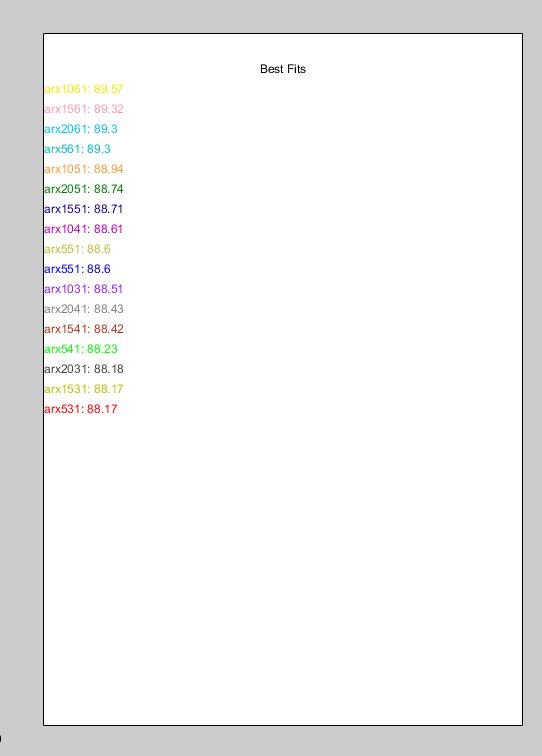 Best Fits
arx1061: 89.57
arx1561: 89.32
arx2061: 89.3
arx561: 89.3
arx1051: 88.94
arx2051: 88.74
arx1551: 88.71
arx1041: 88.61
arx551: 88.6
arx551: 88.6
arx1031: 88.51
arx2041: 88.43
arx1541: 88.42
arx541: 88.23
arx2031: 88.18
arx1531: 88.17
arx531: 88.17